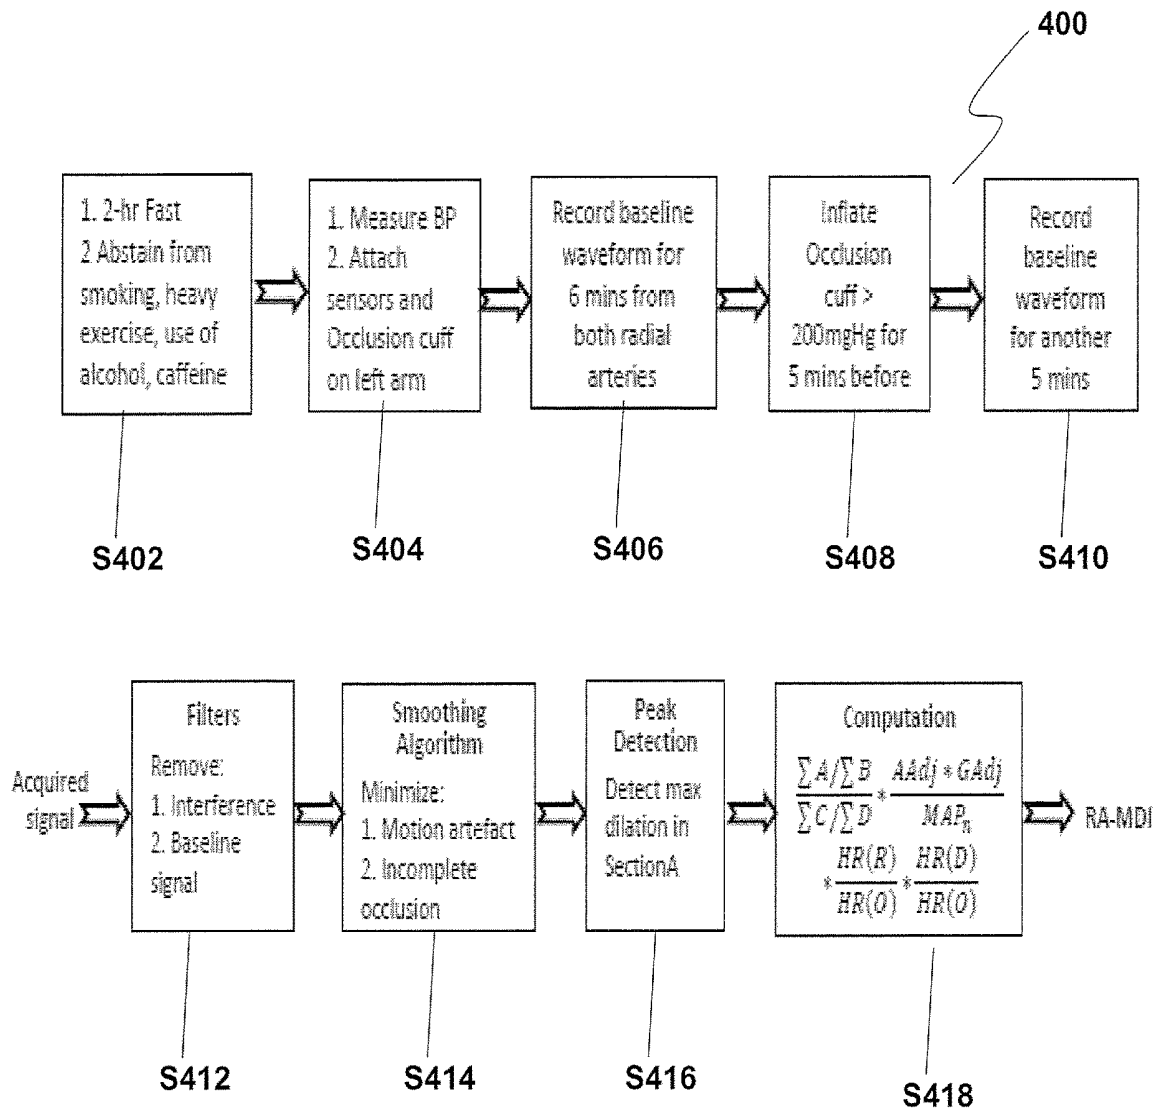 400
1. 2-hr Fast
2 Abstain from
smoking, heavy
exercise, use of
alcohol, caffeine
1. Measure BP
2. Attach
sensors and
Occlusion cuff
on left arm
Record baseline
waveform for
6 mins from
both radial
arteries
Inflate
Occlusion
cuff >
200mgHg for
5 mins before
Record
baseline
waveform
for another
5 mins
S402
S404
S406
S408
S410
Acquired
signal
Filters
Remove:
1. Interference
2. Baseline
signal
Smoothing
Algorithm
Minimize:
1. Motion artefact
2. Incomplete
occlusion
Peak
Detection
Detect max
dilation in
SectionA
Computation
∑A/∑B / ∑C/∑D * AAdj * GAdj / MAPn
* HR(R) / HR(O) * HR(D) / HR(O)
RA-MDI
S412
S414
S416
S418